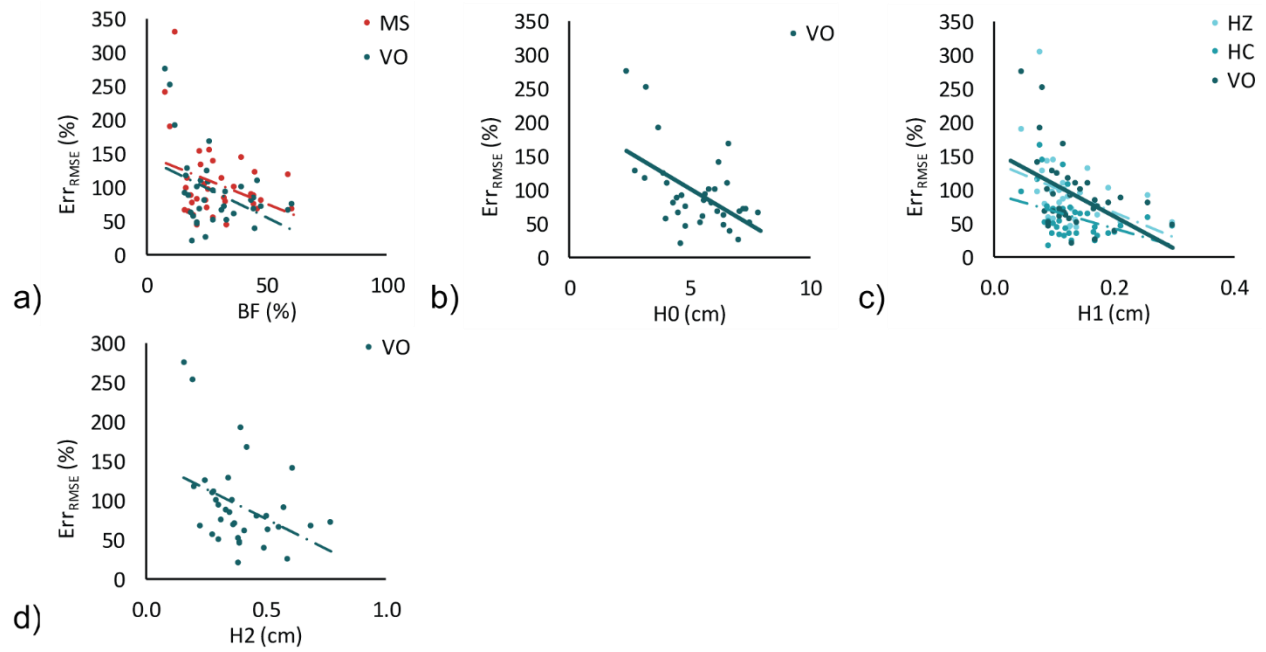 350
300
250
200
150
100
50
0
Err_RMSE (%)
0 50 100
BF (%)
MS
VO
a)
350
300
250
200
150
100
50
0
Err_RMSE (%)
0 5 10
H0 (cm)
VO
b)
350
300
250
200
150
100
50
0
Err_RMSE (%)
0.0 0.2 0.4
H1 (cm)
HZ
HC
VO
c)
300
250
200
150
100
50
0
Err_RMSE (%)
0.0 0.5 1.0
H2 (cm)
VO
d)